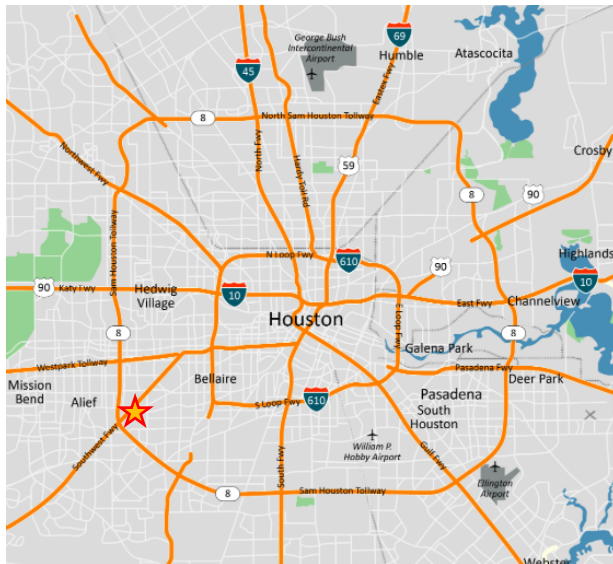 George Bush
Intercontinental
Airport
69
Humble
Atascocita
45
Eastex Fwy
North Fwy
Hardy Toll Rd
8
North Sam Houston Tollway
Northwest Fwy
59
Crosby
8
90
90
Sam Houston Tollway
N Loop Fwy
610
90
Highlands
10
90
Katy Fwy
Hedwig
Village
10
East Fwy
Channelview
Houston
E Loop Fwy
8
8
Galena Park
Westpark Tollway
Pasadena Fwy
Mission
Bend
Alief
Bellaire
Deer Park
Pasadena
South
Houston
S Loop Fwy
610
Southwest Fwy
William P.
Hobby Airport
Gulf Fwy
South Fwy
Ellington
Airport
8
Sam Houston Tollway
Webster